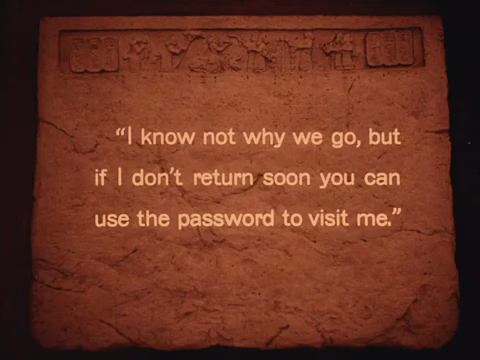 “I know not why we go, but
if I don’t return soon you can
use the password to visit me.”